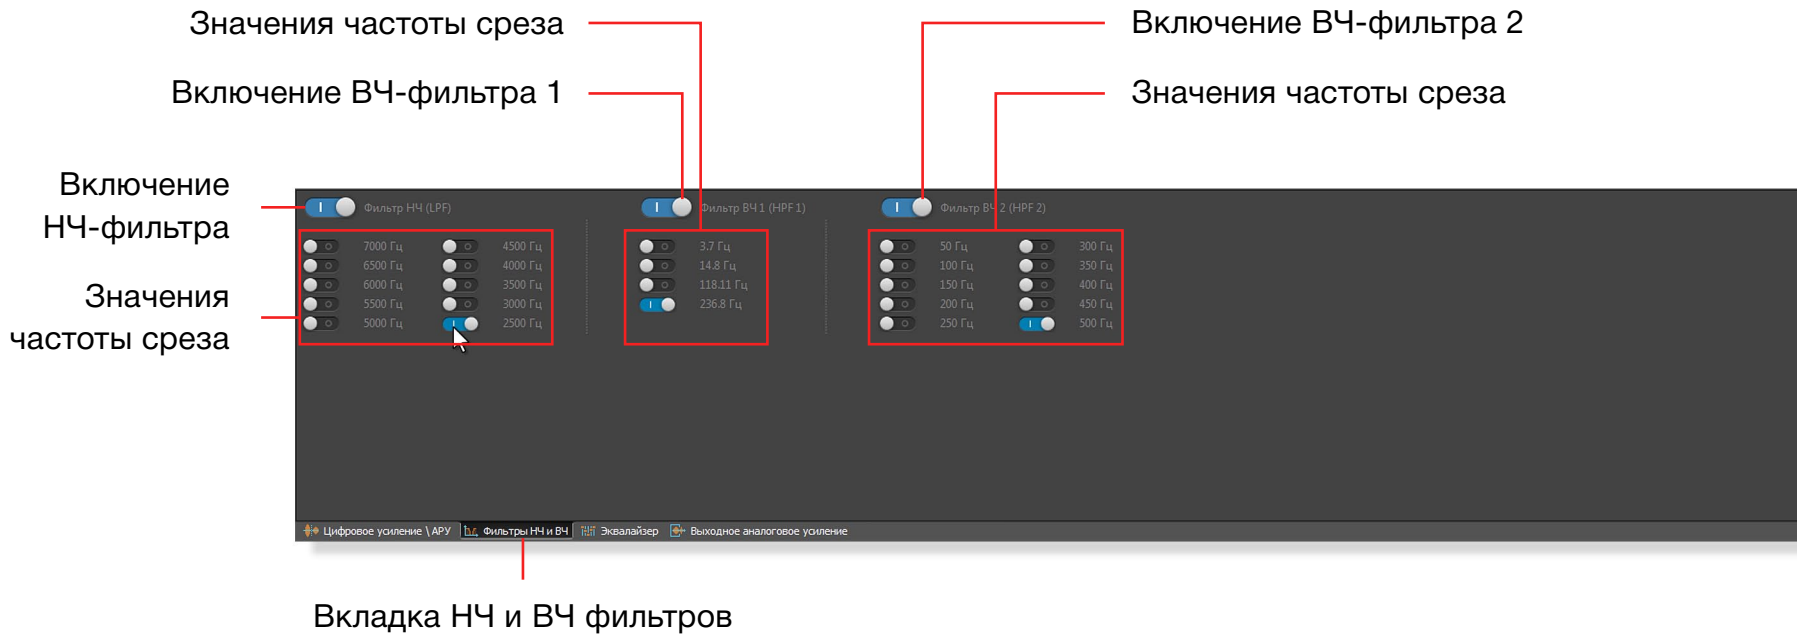 Значения частоты среза
Включение ВЧ-фильтра 2
Включение ВЧ-фильтра 1
Значения частоты среза
Включение
НЧ-фильтра
Значения
частоты среза
Фильтр НЧ (LPF)
7000 Гц
6500 Гц
6000 Гц
5500 Гц
5000 Гц
4500 Гц
4000 Гц
3500 Гц
3000 Гц
2500 Гц
Фильтр ВЧ 1 (HPF 1)
3.7 Гц
14.8 Гц
118.11 Гц
236.8 Гц
Фильтр ВЧ 2 (HPF 2)
50 Гц
100 Гц
150 Гц
200 Гц
250 Гц
300 Гц
350 Гц
400 Гц
450 Гц
500 Гц
Цифровое усиление \ АРУ
Фильтры НЧ и ВЧ
Эквалайзер
Выходное аналоговое усиление
Вкладка НЧ и ВЧ фильтров